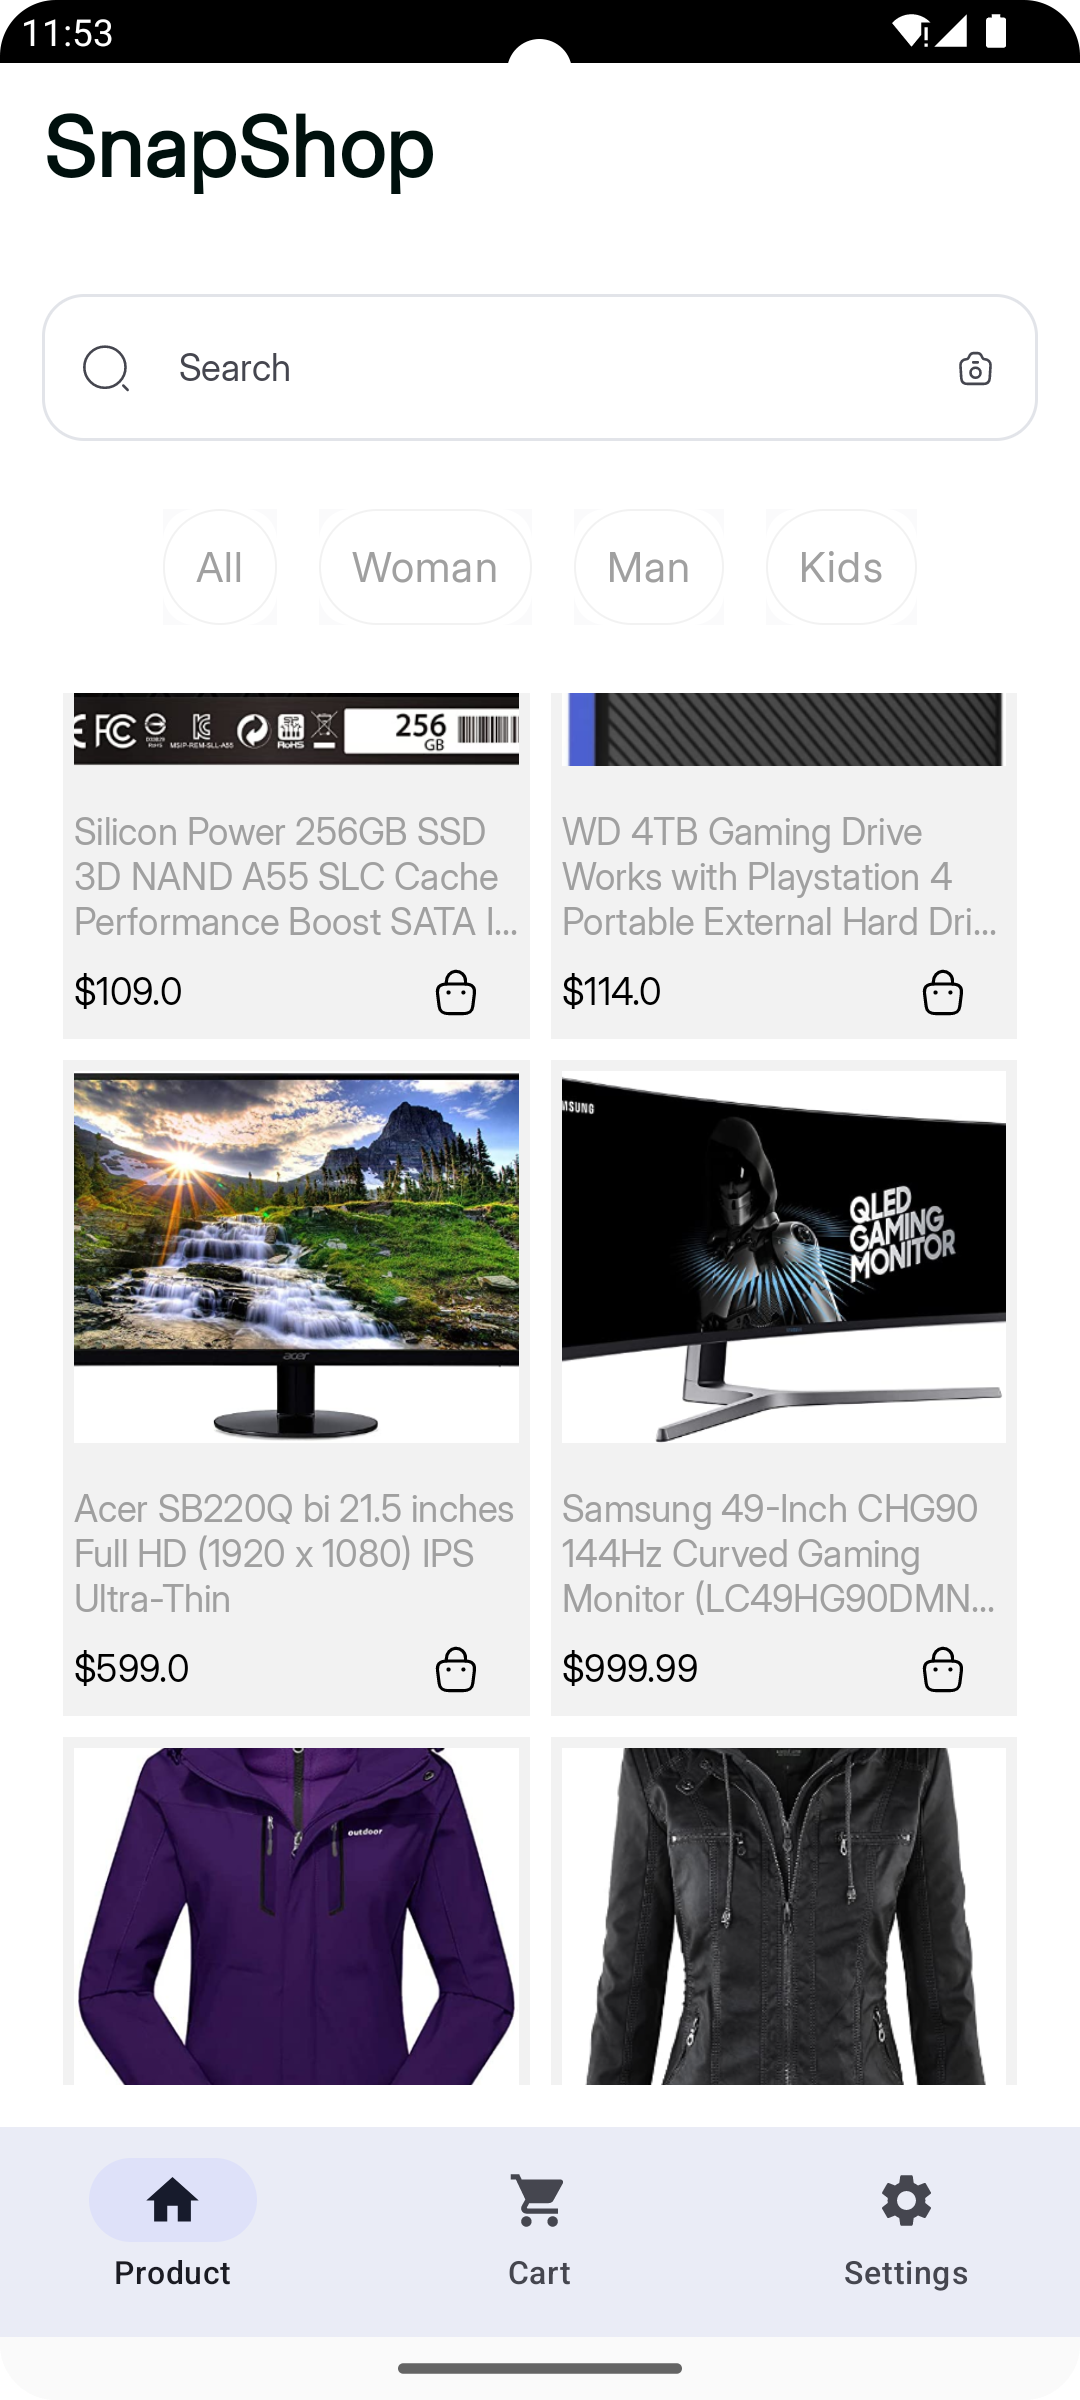 11:53
SnapShop
Search
All
Woman
Man
Kids
FC
RoHS
256
GB
Silicon Power 256GB SSD
3D NAND A55 SLC Cache
Performance Boost SATA I...
$109.0
WD 4TB Gaming Drive
Works with Playstation 4
Portable External Hard Dri...
$114.0
acer
MSUNG
QLED
GAMING
MONITOR
Acer SB220Q bi 21.5 inches
Full HD (1920 x 1080) IPS
Ultra-Thin
$599.0
Samsung 49-Inch CHG90
144Hz Curved Gaming
Monitor (LC49HG90DMN...
$999.99
outdoor
Product
Cart
Settings